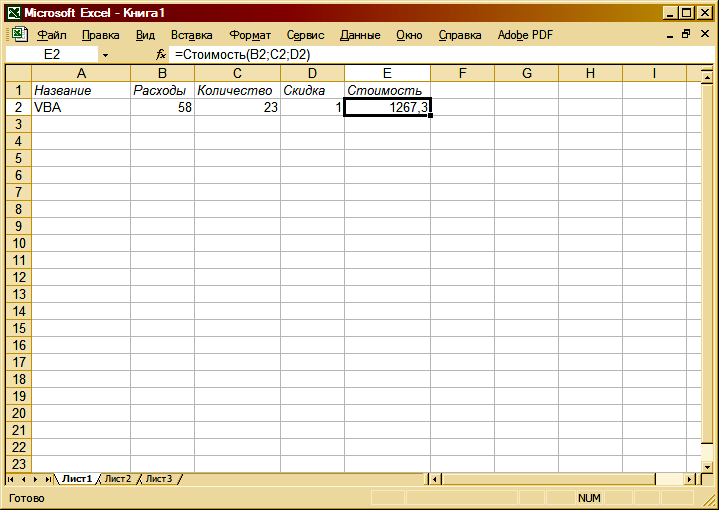 Microsoft Excel - Книга1
Файл Правка Вид Вставка Формат Сервис Данные Окно Справка Adobe PDF
E2 fx =Стоимость(B2;C2;D2)
A B C D E F G H I
1 Название Расходы Количество Скидка Стоимость
2 VBA 58 23 1 1267,3
3
4
5
6
7
8
9
10
11
12
13
14
15
16
17
18
19
20
21
22
23
Лист1 Лист2 Лист3
Готово NUM